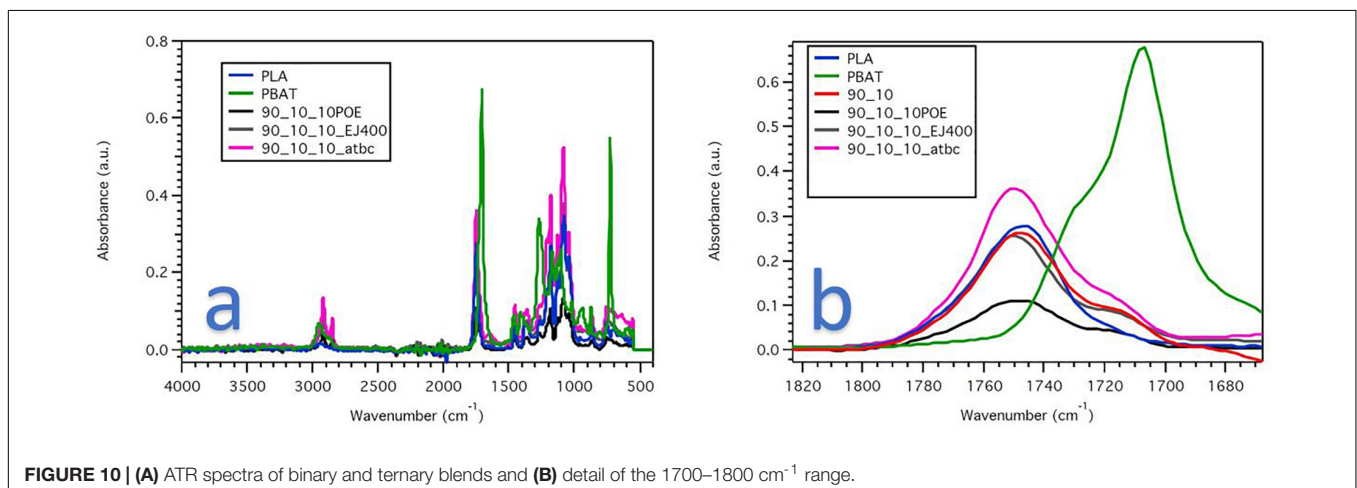 0.8
0.6
0.4
0.2
0.0
Absorbance (a.u.)
PLA
PBAT
90_10_10POE
90_10_10_EJ400
90_10_10_atbc
a
4000 3000 2000 1500 1000 500
Wavenumber (cm-1)
0.6
0.5
0.4
0.3
0.2
0.1
0.0
Absorbance (a.u.)
PLA
PBAT
90_10
90_10_10POE
90_10_10_EJ400
90_10_10_atbc
b
1820 1800 1780 1760 1740 1720 1700 1680
Wavenumber (cm-1)
FIGURE 10 | (A) ATR spectra of binary and ternary blends and (B) detail of the 1700–1800 cm-1 range.